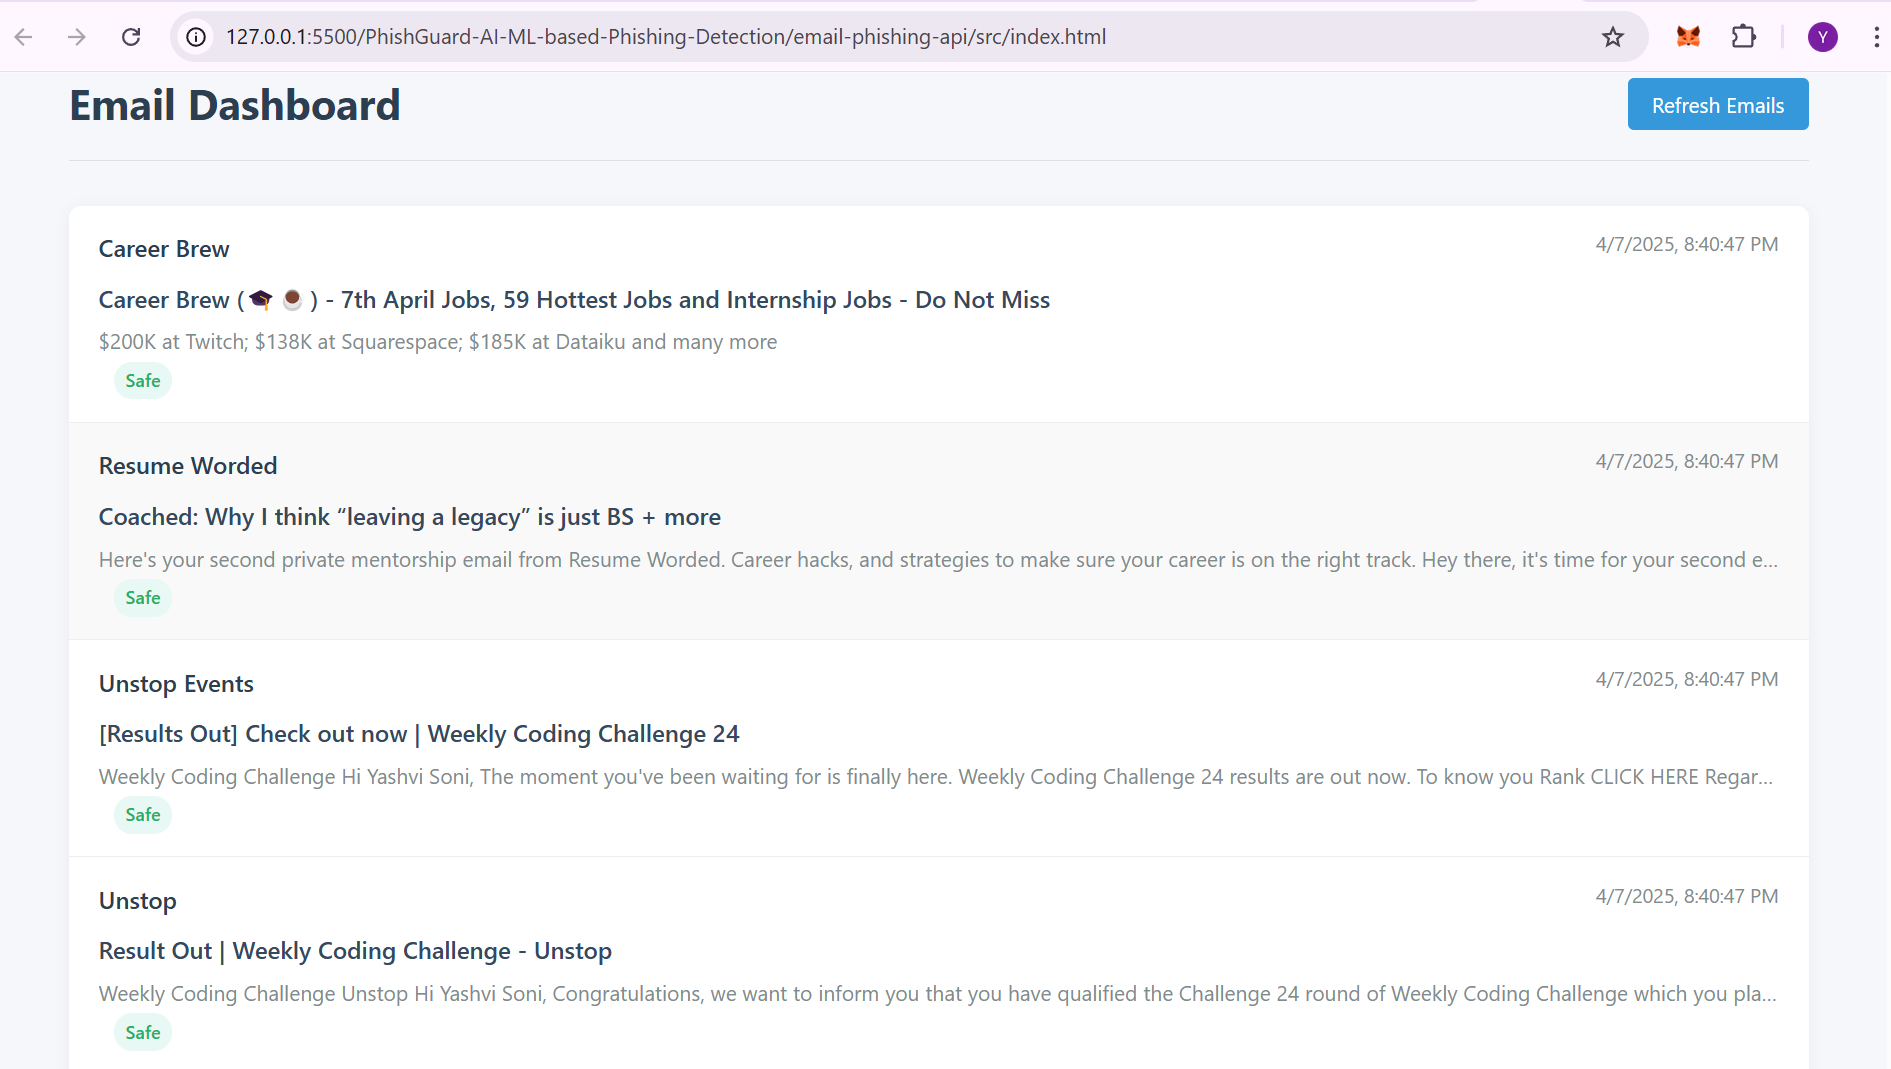 127.0.0.1:5500/PhishGuard-AI-ML-based-Phishing-Detection/email-phishing-api/src/index.html
Y
Email Dashboard
Refresh Emails
Career Brew
4/7/2025, 8:40:47 PM
Career Brew (🎓 ☕) - 7th April Jobs, 59 Hottest Jobs and Internship Jobs - Do Not Miss
$200K at Twitch; $138K at Squarespace; $185K at Dataiku and many more
Safe
Resume Worded
4/7/2025, 8:40:47 PM
Coached: Why I think “leaving a legacy” is just BS + more
Here's your second private mentorship email from Resume Worded. Career hacks, and strategies to make sure your career is on the right track. Hey there, it's time for your second e...
Safe
Unstop Events
4/7/2025, 8:40:47 PM
[Results Out] Check out now | Weekly Coding Challenge 24
Weekly Coding Challenge Hi Yashvi Soni, The moment you've been waiting for is finally here. Weekly Coding Challenge 24 results are out now. To know you Rank CLICK HERE Regar...
Safe
Unstop
4/7/2025, 8:40:47 PM
Result Out | Weekly Coding Challenge - Unstop
Weekly Coding Challenge Unstop Hi Yashvi Soni, Congratulations, we want to inform you that you have qualified the Challenge 24 round of Weekly Coding Challenge which you pla...
Safe